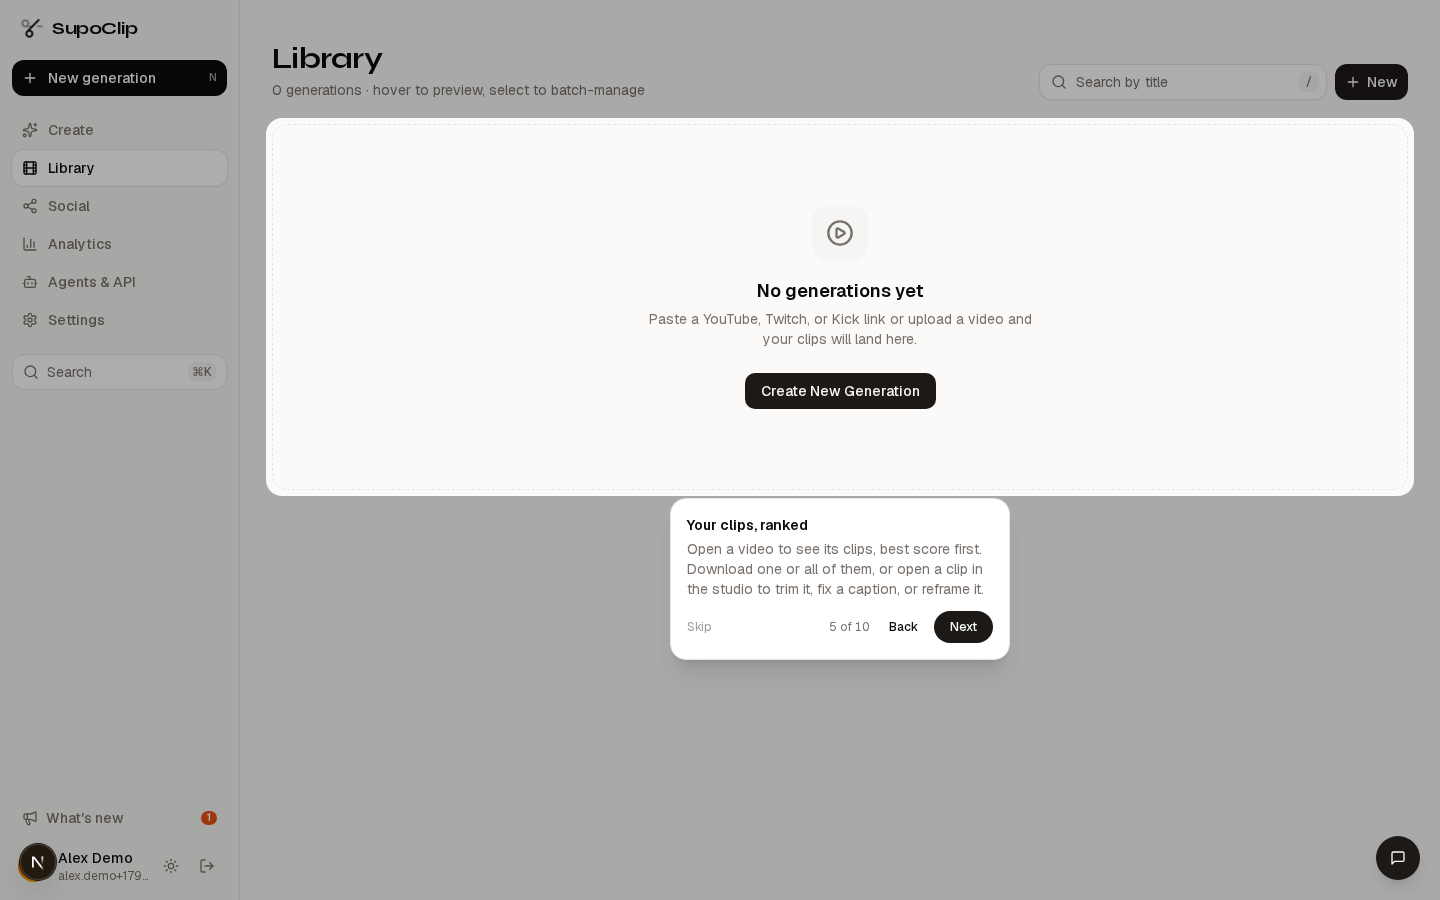 SupoClip
New generation N
Create
Library
Social
Analytics
Agents & API
Settings
Search ⌘K
What's new 1
N
Alex Demo
alex.demo+179...
Library
0 generations · hover to preview, select to batch-manage
Search by title /
New
No generations yet
Paste a YouTube, Twitch, or Kick link or upload a video and
your clips will land here.
Create New Generation
Your clips, ranked
Open a video to see its clips, best score first.
Download one or all of them, or open a clip in
the studio to trim it, fix a caption, or reframe it.
Skip 5 of 10 Back Next